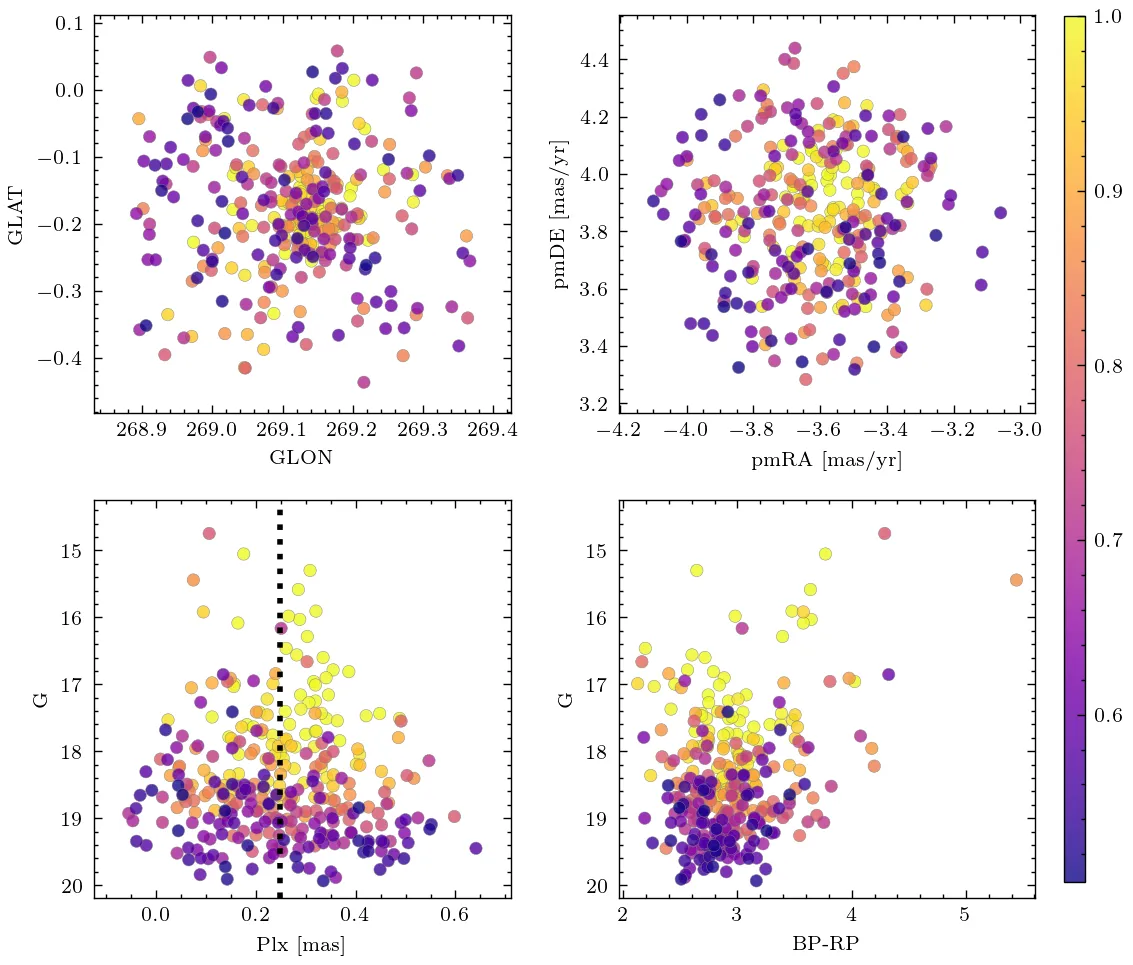 0.1
0.0
−0.1
−0.2
−0.3
−0.4
GLAT
268.9 269.0 269.1 269.2 269.3 269.4
GLON
4.4
4.2
4.0
3.8
3.6
3.4
3.2
pmDE [mas/yr]
−4.2 −4.0 −3.8 −3.6 −3.4 −3.2 −3.0
pmRA [mas/yr]
1.0
0.9
0.8
0.7
0.6
15
16
17
18
19
20
G
0.0 0.2 0.4 0.6
Plx [mas]
15
16
17
18
19
20
G
2 3 4 5
BP-RP